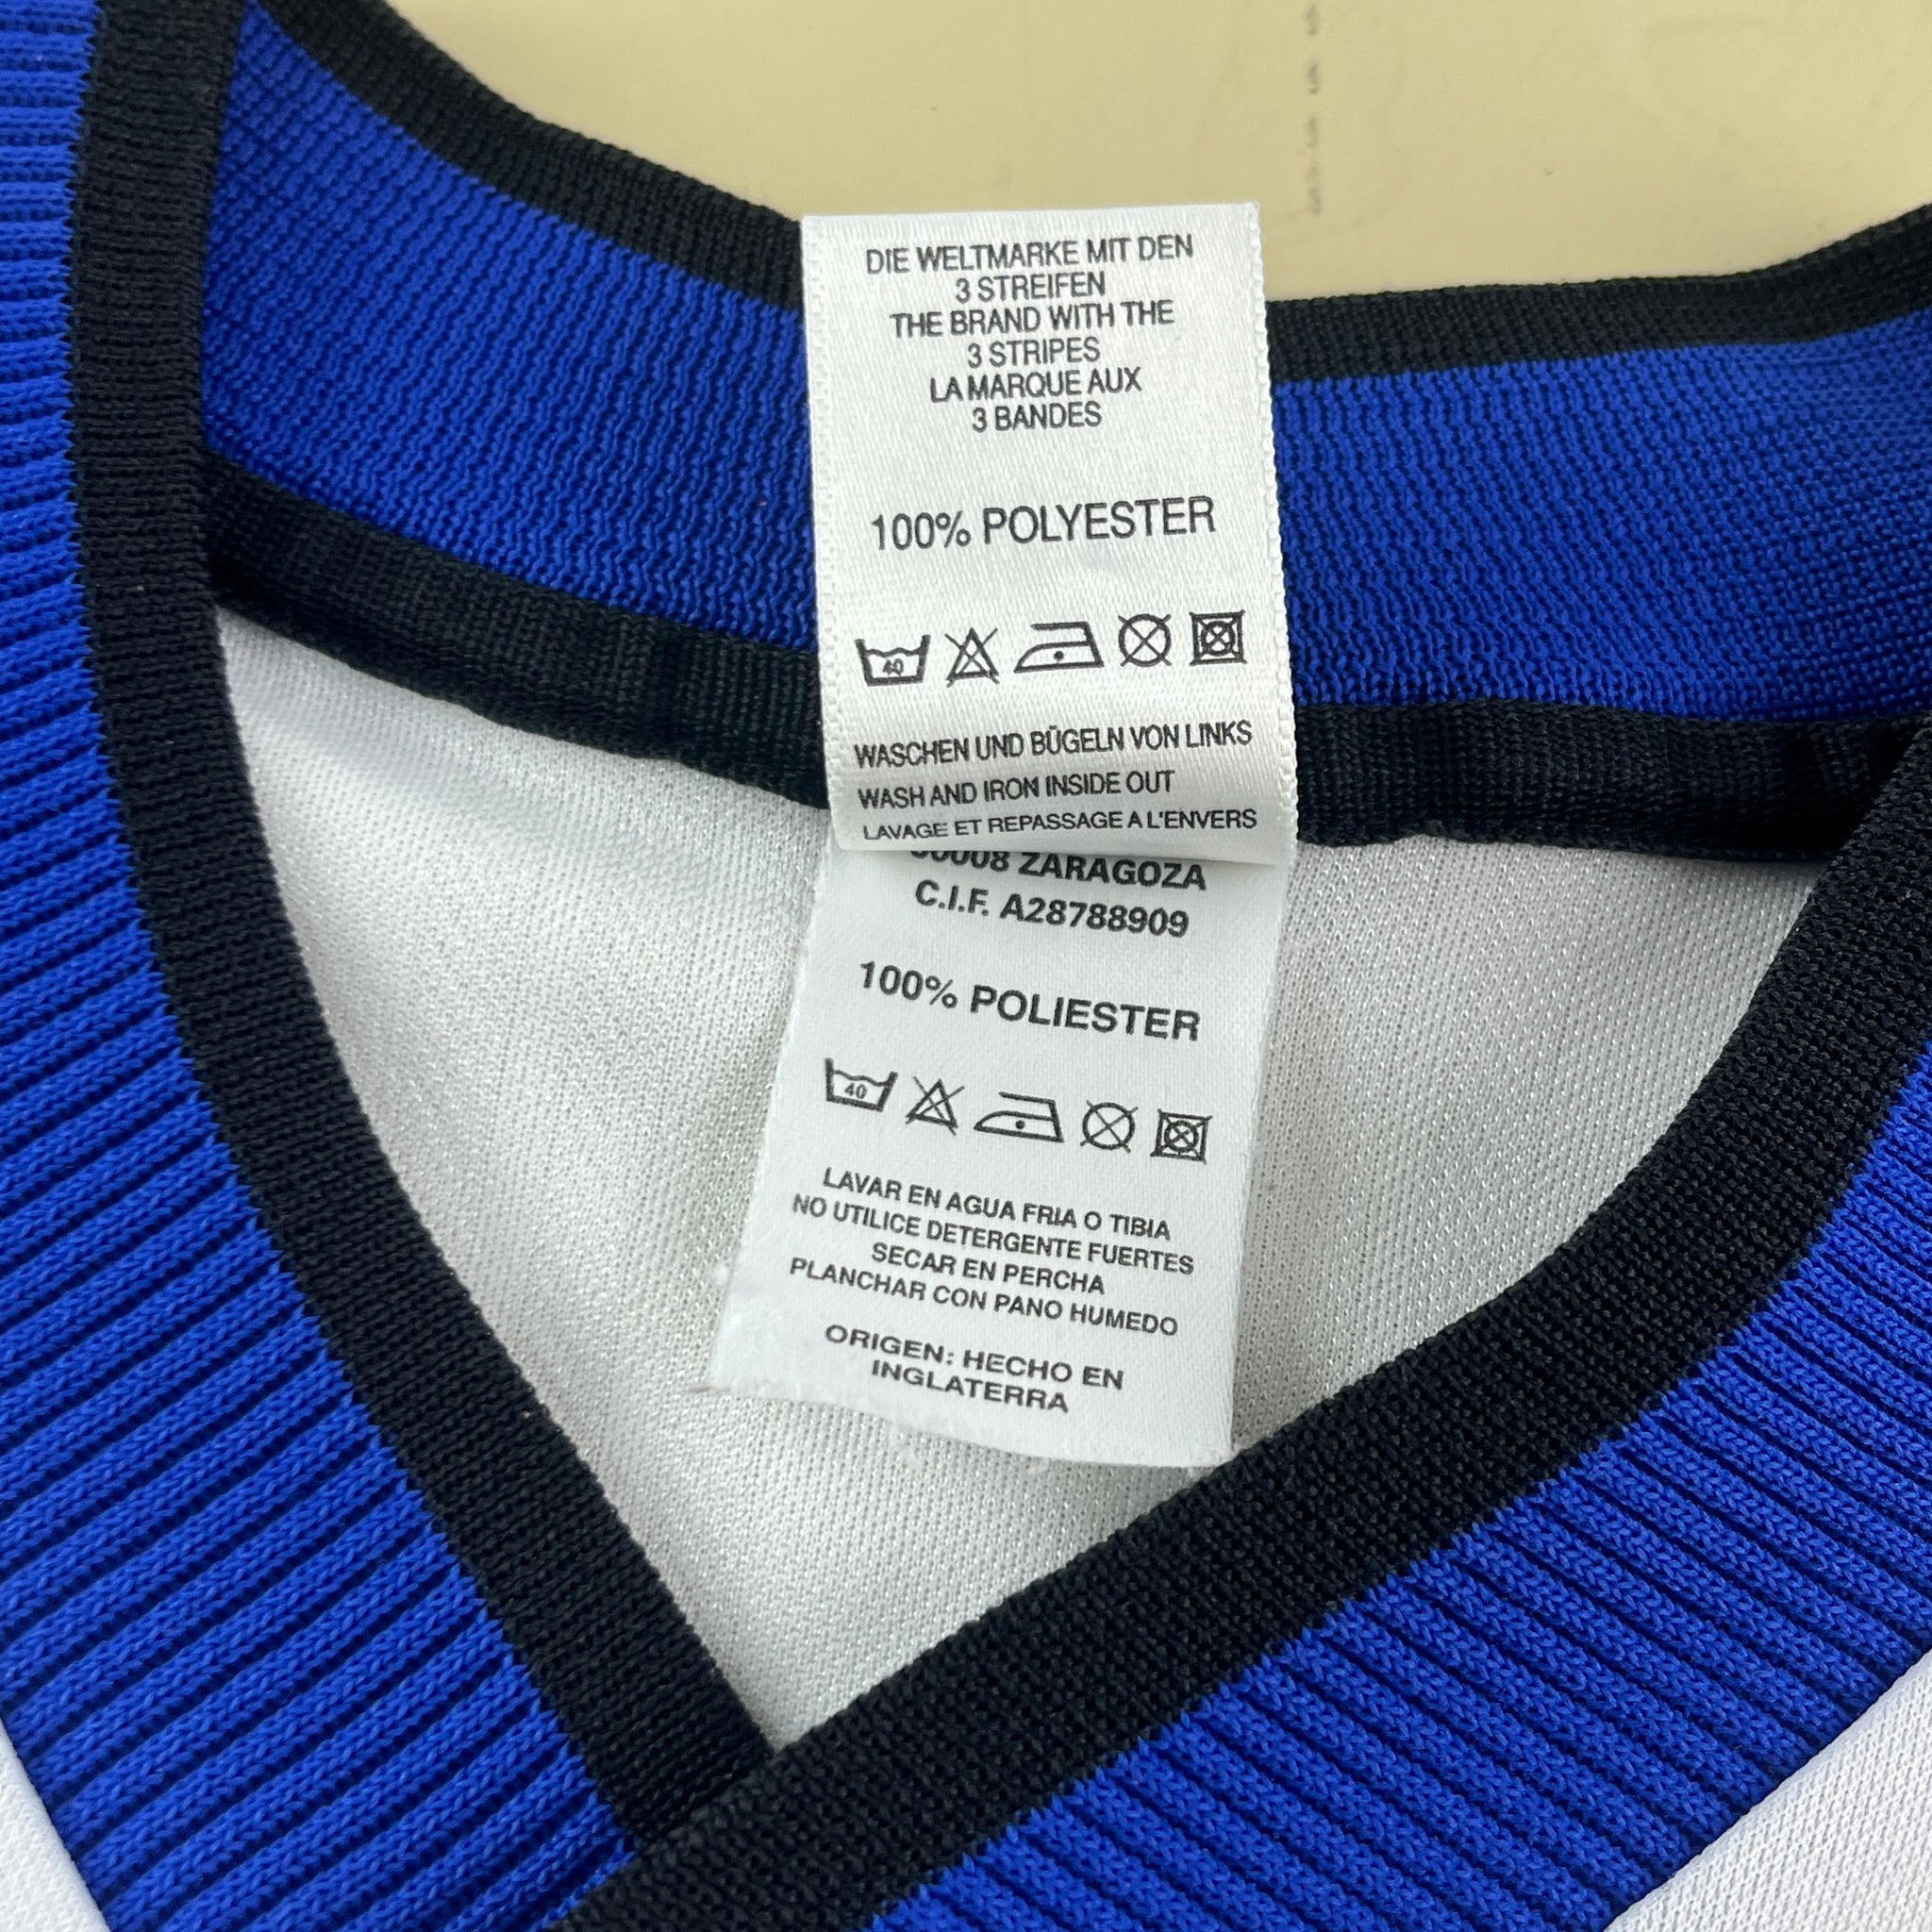 DIE WELTMARKE MIT DEN
3 STREIFEN
THE BRAND WITH THE
3 STRIPES
LA MARQUE AUX
3 BANDES
100% POLYESTER
40
WASCHEN UND BÜGELN VON LINKS
WASH AND IRON INSIDE OUT
LAVAGE ET REPASSAGE A L'ENVERS
ZARAGOZA
C.I.F. A28788909
100% POLIESTER
40
LAVAR EN AGUA FRIA O TIBIA
NO UTILICE DETERGENTE FUERTES
SECAR EN PERCHA
PLANCHAR CON PANO HUMEDO
ORIGEN: HECHO EN
INGLATERRA